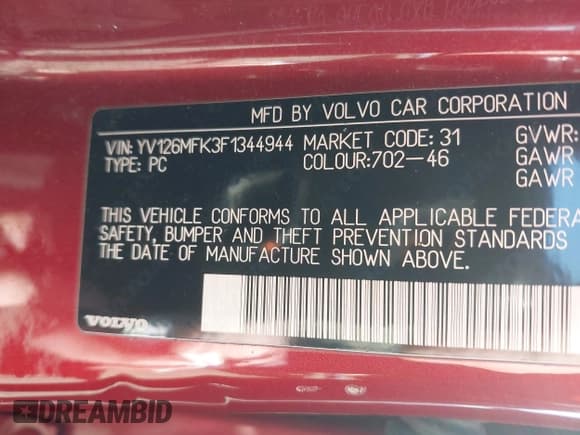 MFD BY VOLVO CAR CORPORATION
VIN: YV126MFK3F1344944 MARKET CODE: 31 GVWR:
TYPE: PC COLOUR:702-46 GAWR
GAWR
THIS VEHICLE CONFORMS TO ALL APPLICABLE FEDERA
SAFETY, BUMPER AND THEFT PREVENTION STANDARDS
DATE OF MANUFACTURE SHOWN ABOVE.
VOLVO
DREAMBID